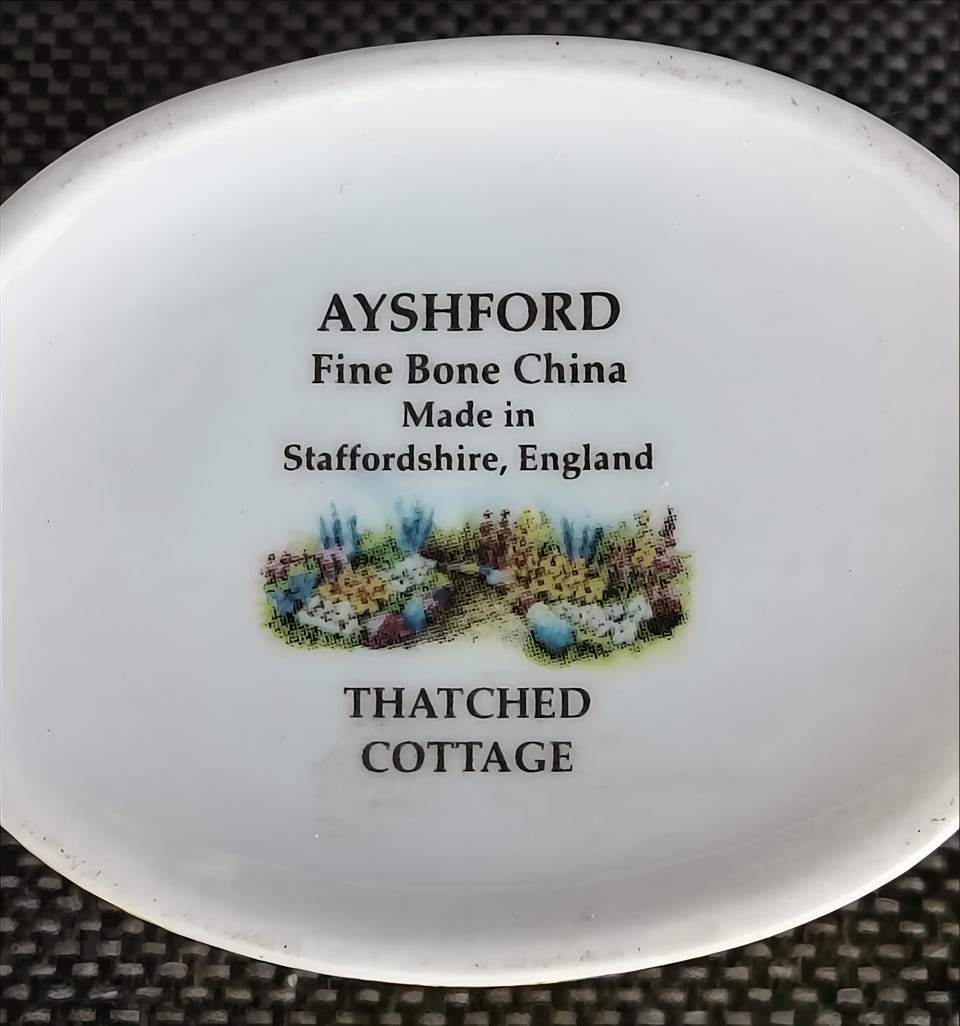 AYSHFORD
Fine Bone China
Made in
Staffordshire, England
THATCHED
COTTAGE